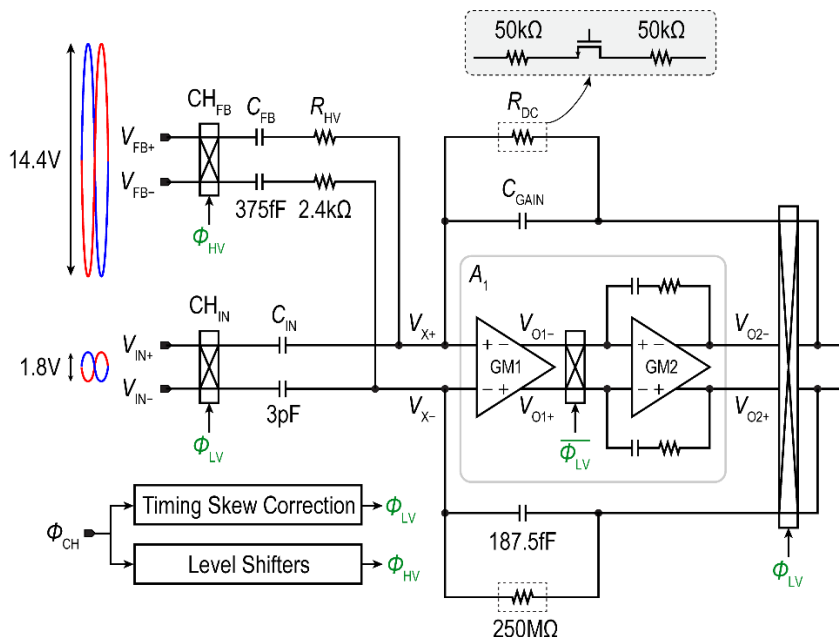 50kΩ 50kΩ
R_DC
CH_FB C_FB R_HV
V_FB+
14.4V
V_FB−
375fF 2.4kΩ
C_GAIN
Φ_HV
A_1
CH_IN C_IN
V_IN+ V_X+ V_O1− V_O2−
1.8V
+ − GM1 − +
+ − GM2 − +
V_IN− V_X− V_O1+ V_O2+
3pF
Φ_LV Φ_LV
Timing Skew Correction Φ_LV
Φ_CH
Level Shifters Φ_HV
187.5fF
Φ_LV
250MΩ